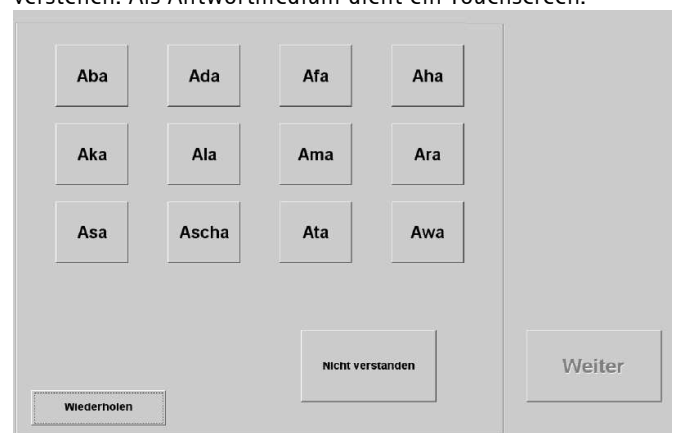 verstehen. Als Antwortmedium dient ein Touchscreen.
Aba Ada Afa Aha
Aka Ala Ama Ara
Asa Ascha Ata Awa
Nicht verstanden Weiter
Wiederholen